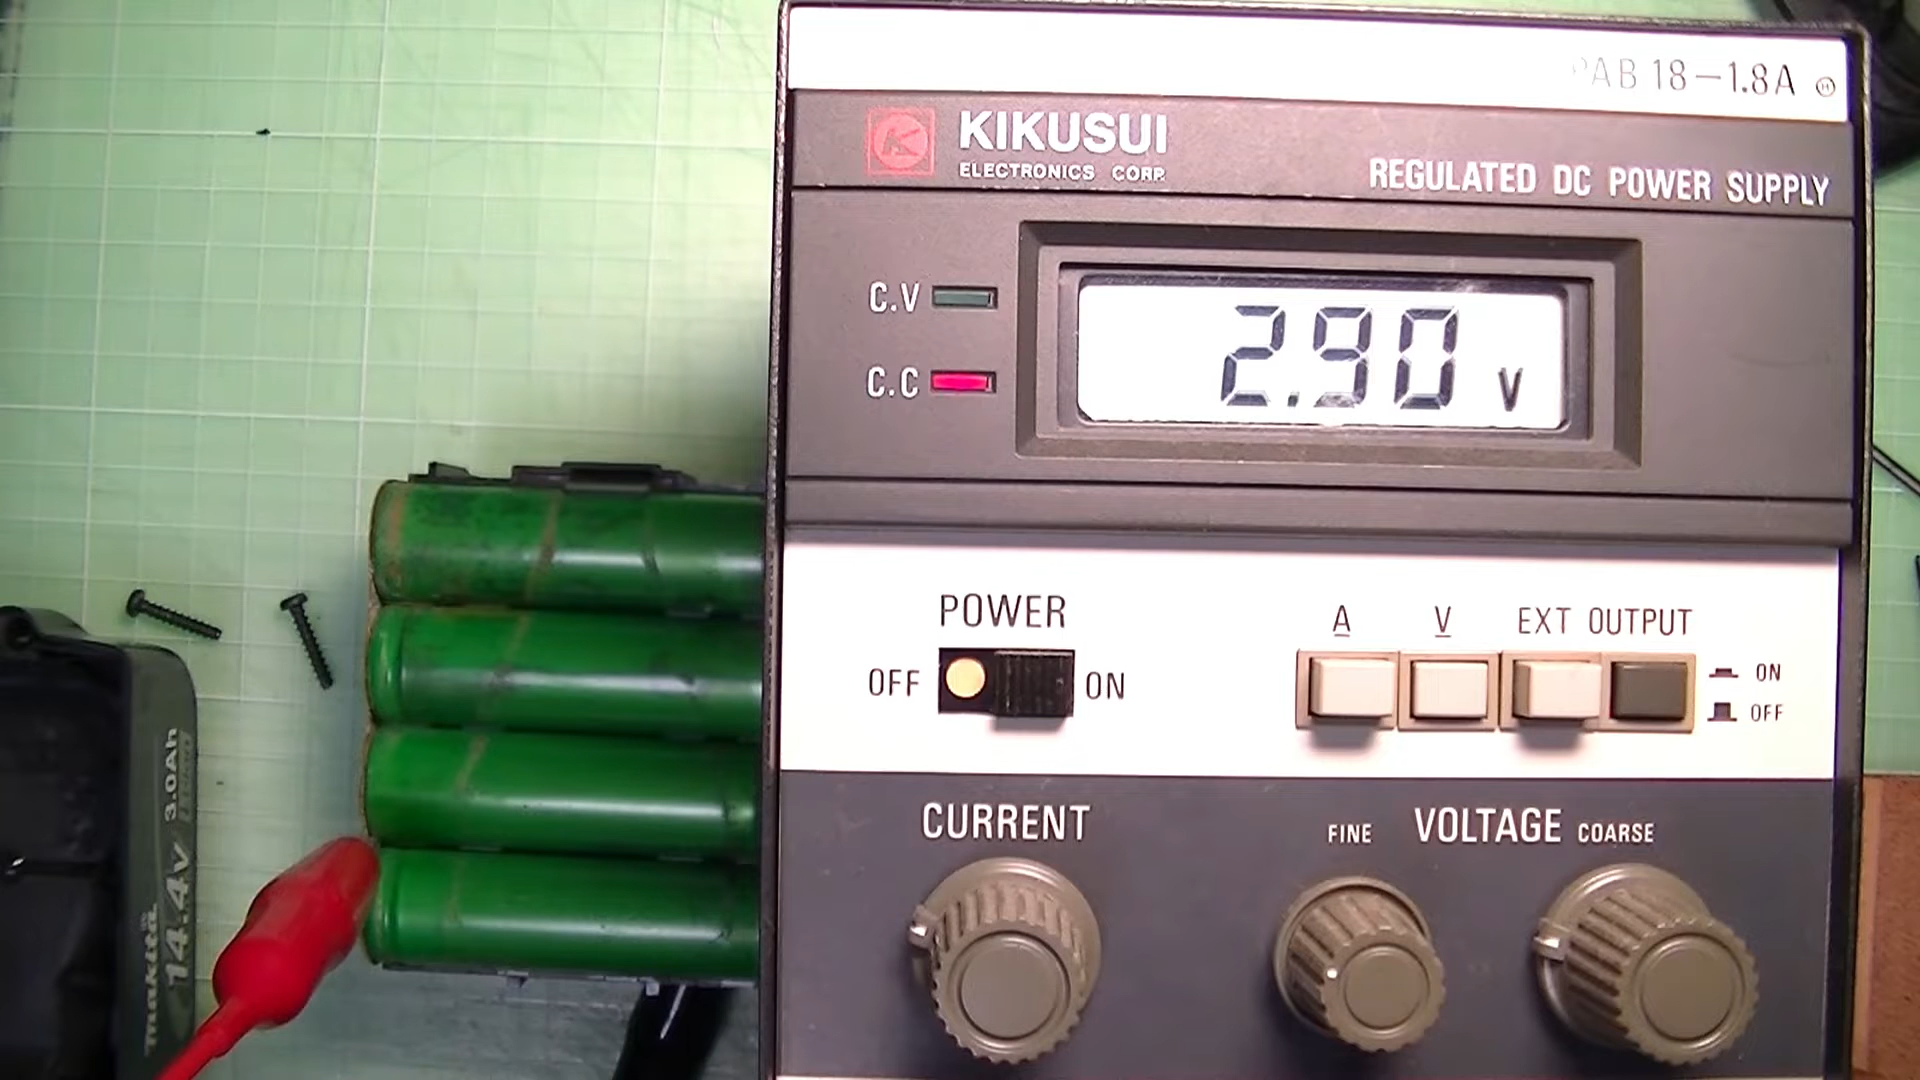 PAB 18-1.8A H
KIKUSUI
ELECTRONICS CORP.
REGULATED DC POWER SUPPLY
C.V
2.90 V
C.C
POWER
A V EXT OUTPUT
OFF ON
ON
OFF
CURRENT
FINE VOLTAGE COARSE
makita
14.4V 3.0Ah